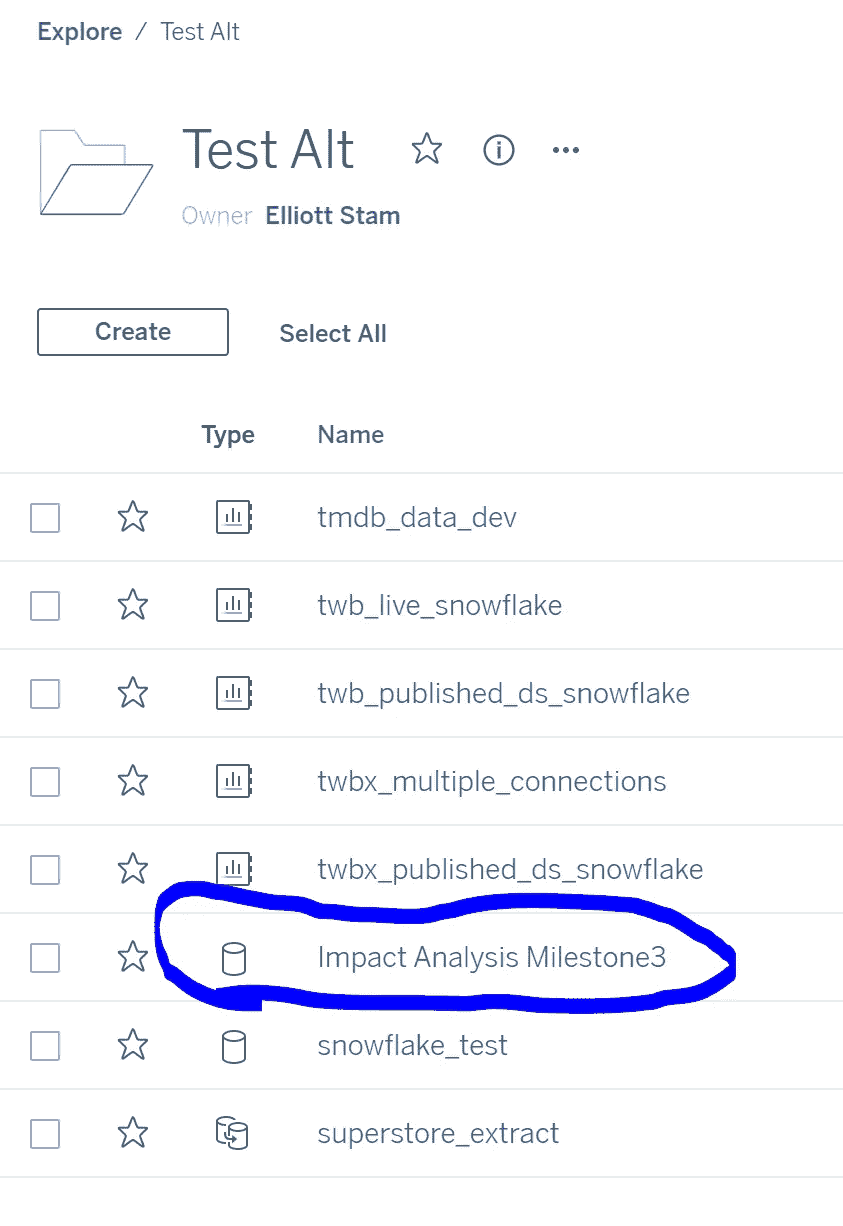 Explore / Test Alt
Test Alt
Owner Elliott Stam
Create Select All
Type Name
tmdb_data_dev
twb_live_snowflake
twb_published_ds_snowflake
twbx_multiple_connections
twbx_published_ds_snowflake
Impact Analysis Milestone3
snowflake_test
superstore_extract